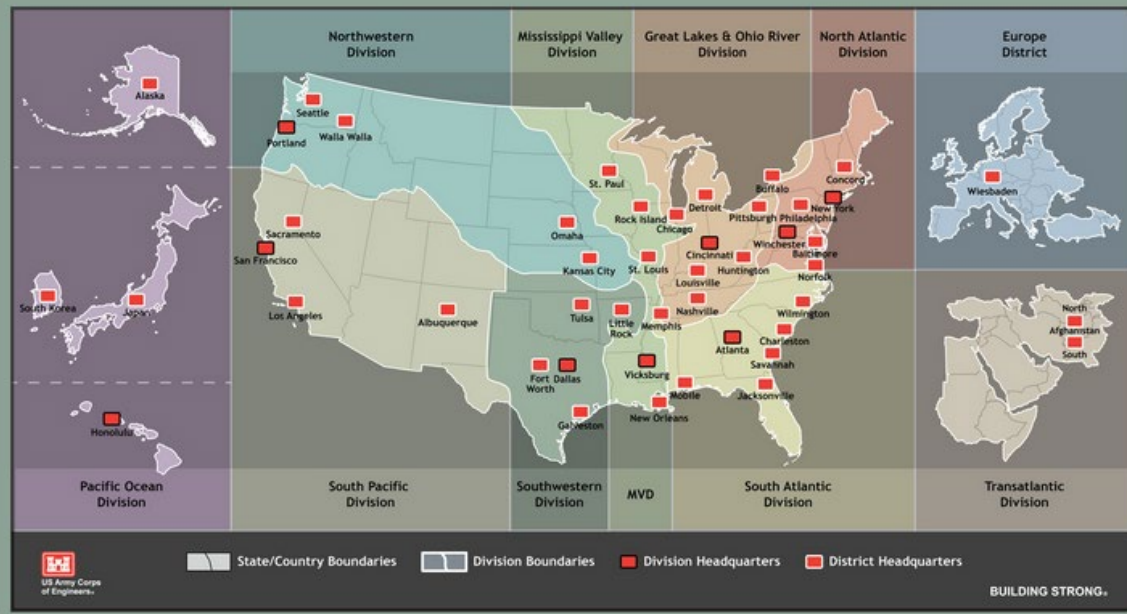 Northwestern
Division
Mississippi Valley
Division
Great Lakes & Ohio River
Division
North Atlantic
Division
Europe
District
Alaska
South Korea
Japan
Honolulu
Pacific Ocean
Division
Seattle
Walla Walla
Portland
Sacramento
San Francisco
Los Angeles
Albuquerque
Omaha
Kansas City
Tulsa
Little
Rock
Fort
Worth
Dallas
Galveston
St. Paul
Rock Island
Chicago
St. Louis
Memphis
Vicksburg
New Orleans
Detroit
Buffalo
Pittsburgh
Cincinnati
Huntington
Louisville
Nashville
Concord
New York
Philadelphia
Winchester
Baltimore
Norfolk
Wilmington
Charleston
Atlanta
Savannah
Mobile
Jacksonville
Wiesbaden
North
Afghanistan
South
South Pacific
Division
Southwestern
Division
MVD
South Atlantic
Division
Transatlantic
Division
US Army Corps
of Engineers®
State/Country Boundaries
Division Boundaries
Division Headquarters
District Headquarters
BUILDING STRONG®